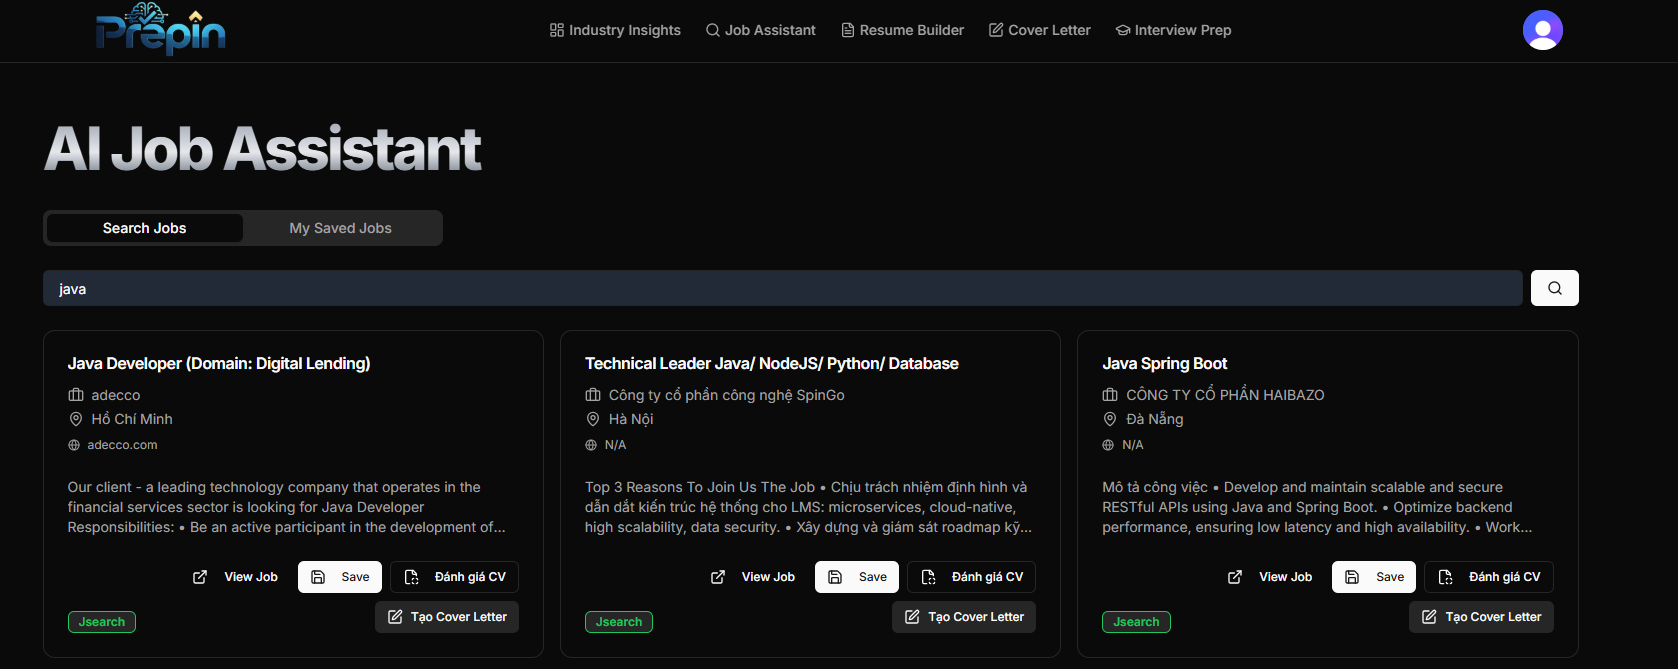 Prepin
Industry Insights
Job Assistant
Resume Builder
Cover Letter
Interview Prep
AI Job Assistant
Search Jobs
My Saved Jobs
java
Java Developer (Domain: Digital Lending)
adecco
Hồ Chí Minh
adecco.com
Our client - a leading technology company that operates in the
financial services sector is looking for Java Developer
Responsibilities: • Be an active participant in the development of...
View Job
Save
Đánh giá CV
Jsearch
Tạo Cover Letter
Technical Leader Java/ NodeJS/ Python/ Database
Công ty cổ phần công nghệ SpinGo
Hà Nội
N/A
Top 3 Reasons To Join Us The Job • Chịu trách nhiệm định hình và
dẫn dắt kiến trúc hệ thống cho LMS: microservices, cloud-native,
high scalability, data security. • Xây dựng và giám sát roadmap kỹ...
View Job
Save
Đánh giá CV
Jsearch
Tạo Cover Letter
Java Spring Boot
CÔNG TY CỔ PHẦN HAIBAZO
Đà Nẵng
N/A
Mô tả công việc • Develop and maintain scalable and secure
RESTful APIs using Java and Spring Boot. • Optimize backend
performance, ensuring low latency and high availability. • Work...
View Job
Save
Đánh giá CV
Jsearch
Tạo Cover Letter